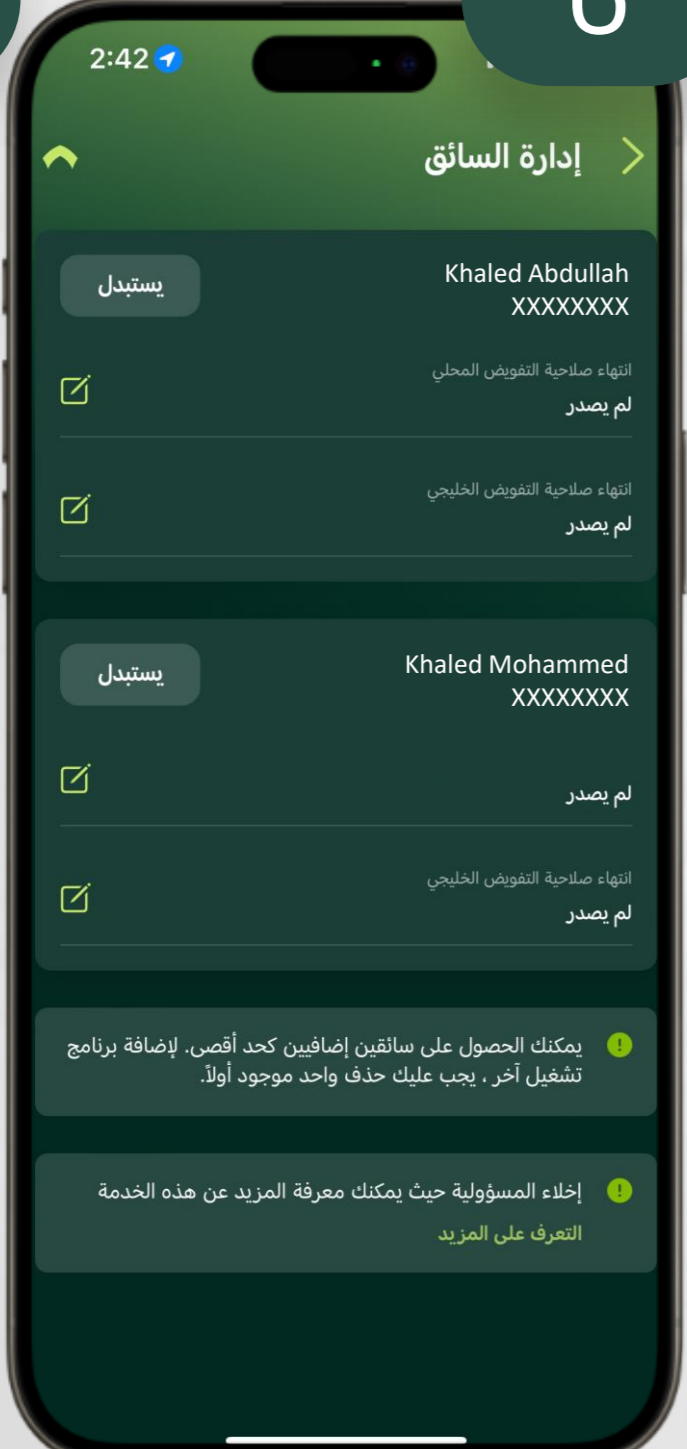 2:42
إدارة السائق
Khaled Abdullah
يستبدل
XXXXXXXX
انتهاء صلاحية التفويض المحلي
لم يصدر
انتهاء صلاحية التفويض الخليجي
لم يصدر
Khaled Mohammed
يستبدل
XXXXXXXX
لم يصدر
انتهاء صلاحية التفويض الخليجي
لم يصدر
يمكنك الحصول على سائقين إضافيين كحد أقصى. لإضافة برنامج
تشغيل آخر ، يجب عليك حذف واحد موجود أولاً.
إخلاء المسؤولية حيث يمكنك معرفة المزيد عن هذه الخدمة
التعرف على المزيد